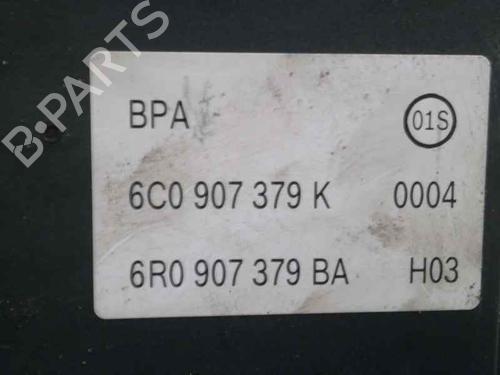 B-PARTS
BPA 01S
6C0 907 379 K 0004
6R0 907 379 BA H03